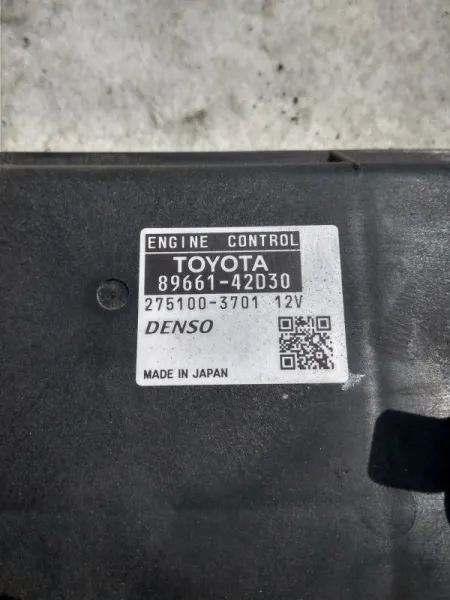 ENGINE CONTROL
TOYOTA
89661-42D30
275100-3701 12V
DENSO
MADE IN JAPAN